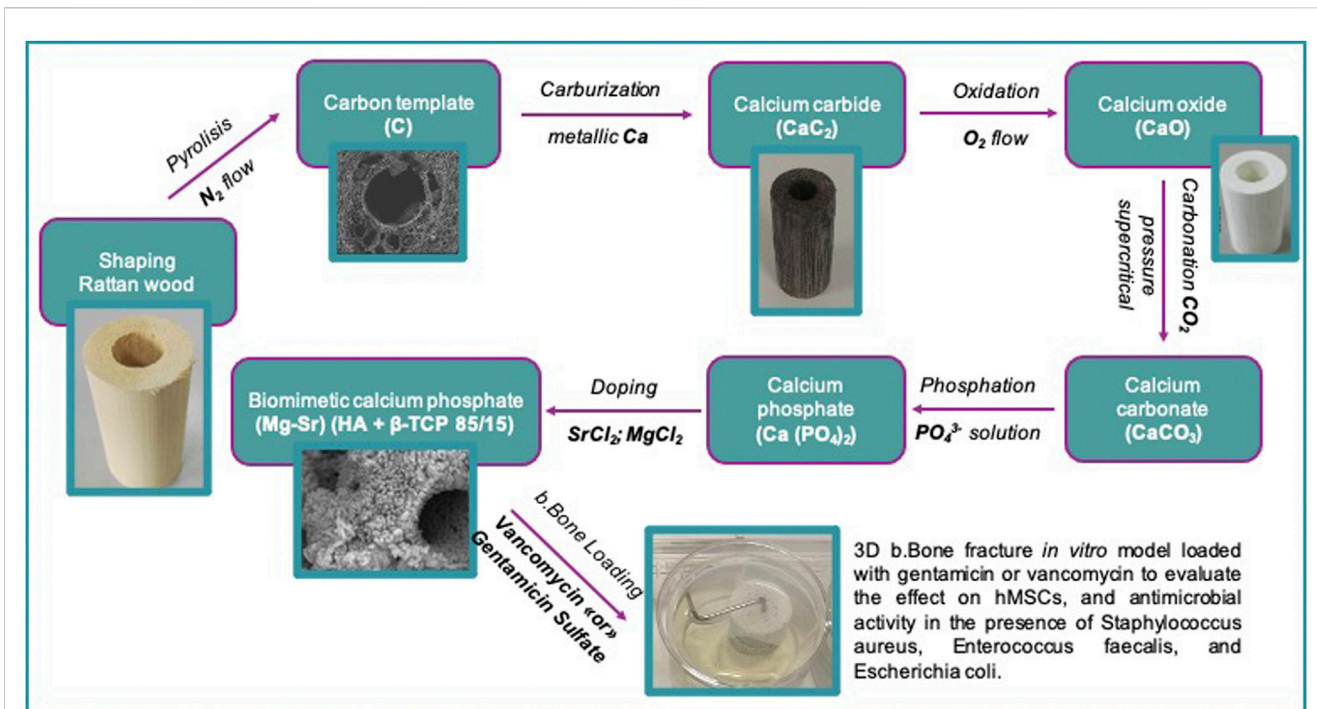 Shaping
Rattan wood
Pyrolisis
N₂ flow
Carbon template
(C)
Carburization
metallic Ca
Calcium carbide
(CaC₂)
Oxidation
O₂ flow
Calcium oxide
(CaO)
Carbonation CO₂
pressure
supercritical
Calcium
carbonate
(CaCO₃)
Phosphation
PO₄³⁻ solution
Calcium
phosphate
(Ca (PO₄)₂)
Doping
SrCl₂; MgCl₂
Biomimetic calcium phosphate
(Mg-Sr) (HA + β-TCP 85/15)
b.Bone Loading
Vancomycin «or»
Gentamicin Sulfate
3D b.Bone fracture in vitro model loaded
with gentamicin or vancomycin to evaluate
the effect on hMSCs, and antimicrobial
activity in the presence of Staphylococcus
aureus, Enterococcus faecalis, and
Escherichia coli.